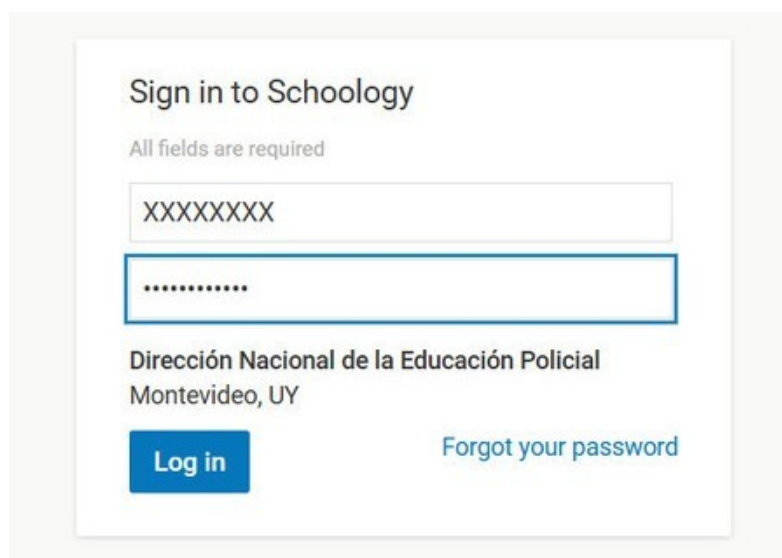 Sign in to Schoology
All fields are required
XXXXXXXX
••••••••••••
Dirección Nacional de la Educación Policial
Montevideo, UY
Log in
Forgot your password